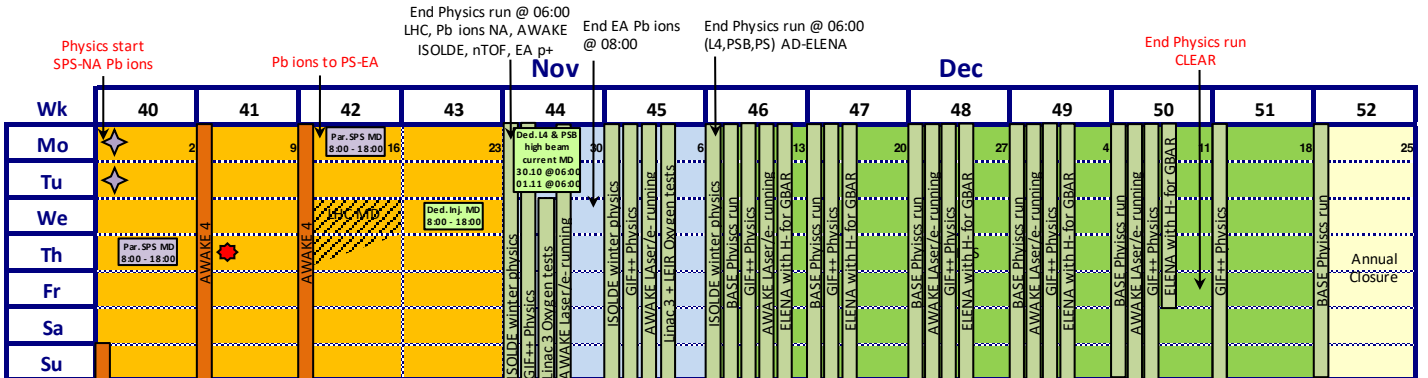 Physics start
SPS-NA Pb ions
Pb ions to PS-EA
End Physics run @ 06:00
LHC, Pb ions NA, AWAKE
ISOLDE, nTOF, EA p+
End EA Pb ions
@ 08:00
End Physics run @ 06:00
(L4,PSB,PS) AD-ELENA
End Physics run
CLEAR
Nov
Dec
Wk 40 41 42 43 44 45 46 47 48 49 50 51 52
Mo 2 9 16 23 30 6 13 20 27 4 11 18 25
Tu
We
Th
Fr
Sa
Su
Par.SPS MD
8:00 - 18:00
AWAKE 4
AWAKE 4
Par.SPS MD
8:00 - 18:00
LHC MD
Ded.Inj. MD
8:00 - 18:00
Ded.L4 & PSB
high beam
current MD
30.10 @06:00
01.11 @06:00
ISOLDE winter physics
GIF++ Physics
Linac 3 Oxygen tests
AWAKE Laser/e- running
ISOLDE winter physics
GIF++ Physics
AWAKE LAser/e- running
Linac 3 + LEIR Oxygen tests
ISOLDE winter physics
BASE Physics run
GIF++ Physics
AWAKE LAser/e- running
ELENA with H- for GBAR
BASE Physics run
GIF++ Physics
AWAKE LAser/e- running
ELENA with H- for GBAR
BASE Physics run
AWAKE LAser/e- running
GIF++ Physics
ELENA with H- for GBAR
BASE Physics run
AWAKE LAser/e- running
GIF++ Physics
ELENA with H- for GBAR
BASE Physics run
AWAKE LAser/e- running
GIF++ Physics
ELENA with H- for GBAR
GIF++ Physics
BASE Physics run
Annual
Closure